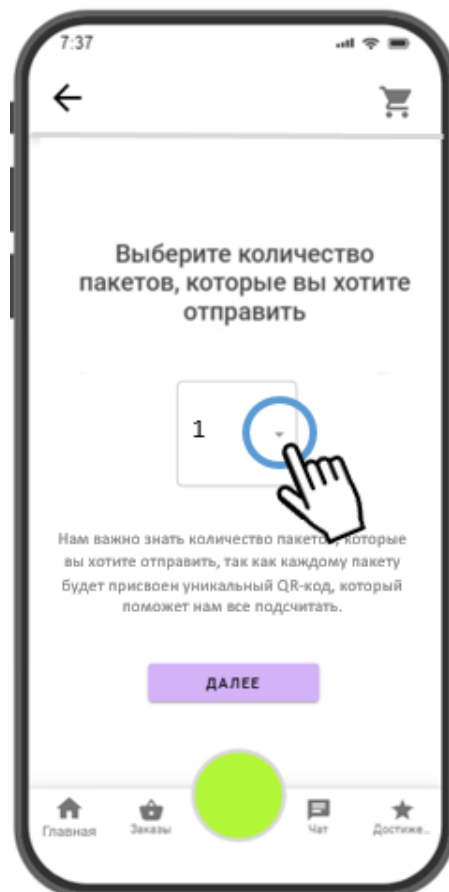 7:37
Выберите количество
пакетов, которые вы хотите
отправить
1
Нам важно знать количество пакетов, которые
вы хотите отправить, так как каждому пакету
будет присвоен уникальный QR-код, который
поможет нам все подсчитать.
ДАЛЕЕ
Главная
Заказы
Чат
Достиже...